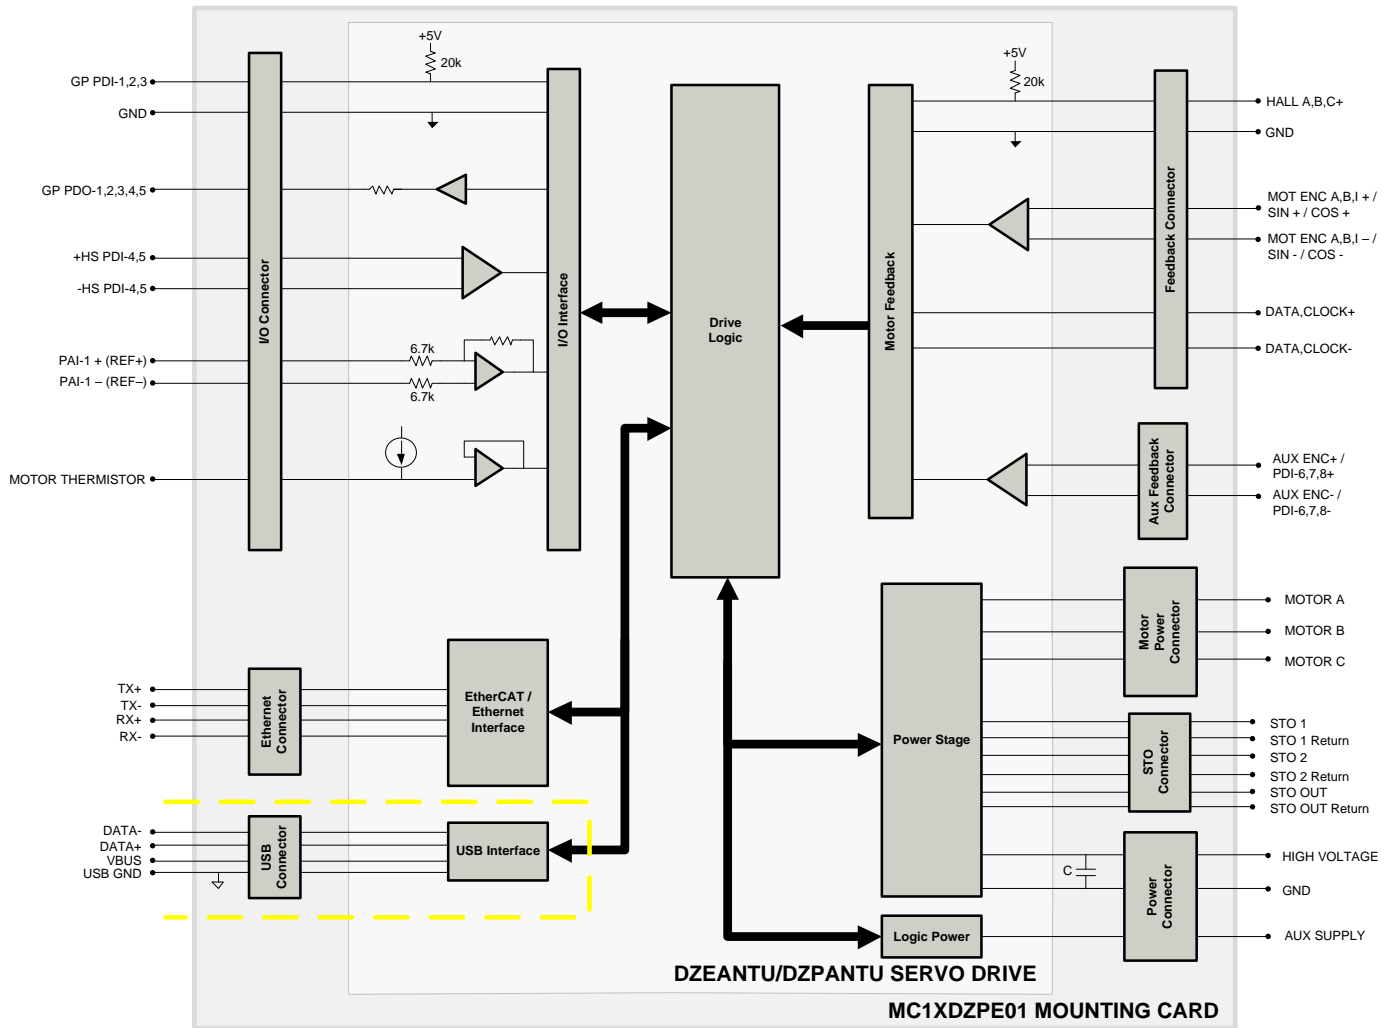 +5V
20k
GP PDI-1,2,3
GND
GP PDO-1,2,3,4,5
+HS PDI-4,5
-HS PDI-4,5
PAI-1 + (REF+)
PAI-1 – (REF–)
6.7k
6.7k
MOTOR THERMISTOR
I/O Connector
I/O Interface
Drive
Logic
Motor Feedback
+5V
20k
Feedback Connector
HALL A,B,C+
GND
MOT ENC A,B,I + /
SIN + / COS +
MOT ENC A,B,I – /
SIN - / COS -
DATA,CLOCK+
DATA,CLOCK-
Aux Feedback
Connector
AUX ENC+ /
PDI-6,7,8+
AUX ENC- /
PDI-6,7,8-
TX+
TX-
RX+
RX-
Ethernet
Connector
EtherCAT /
Ethernet
Interface
DATA-
DATA+
VBUS
USB GND
USB
Connector
USB Interface
Power Stage
Motor
Power
Connector
MOTOR A
MOTOR B
MOTOR C
STO
Connector
STO 1
STO 1 Return
STO 2
STO 2 Return
STO OUT
STO OUT Return
C
Power
Connector
HIGH VOLTAGE
GND
AUX SUPPLY
Logic Power
DZEANTU/DZPANTU SERVO DRIVE
MC1XDZPE01 MOUNTING CARD